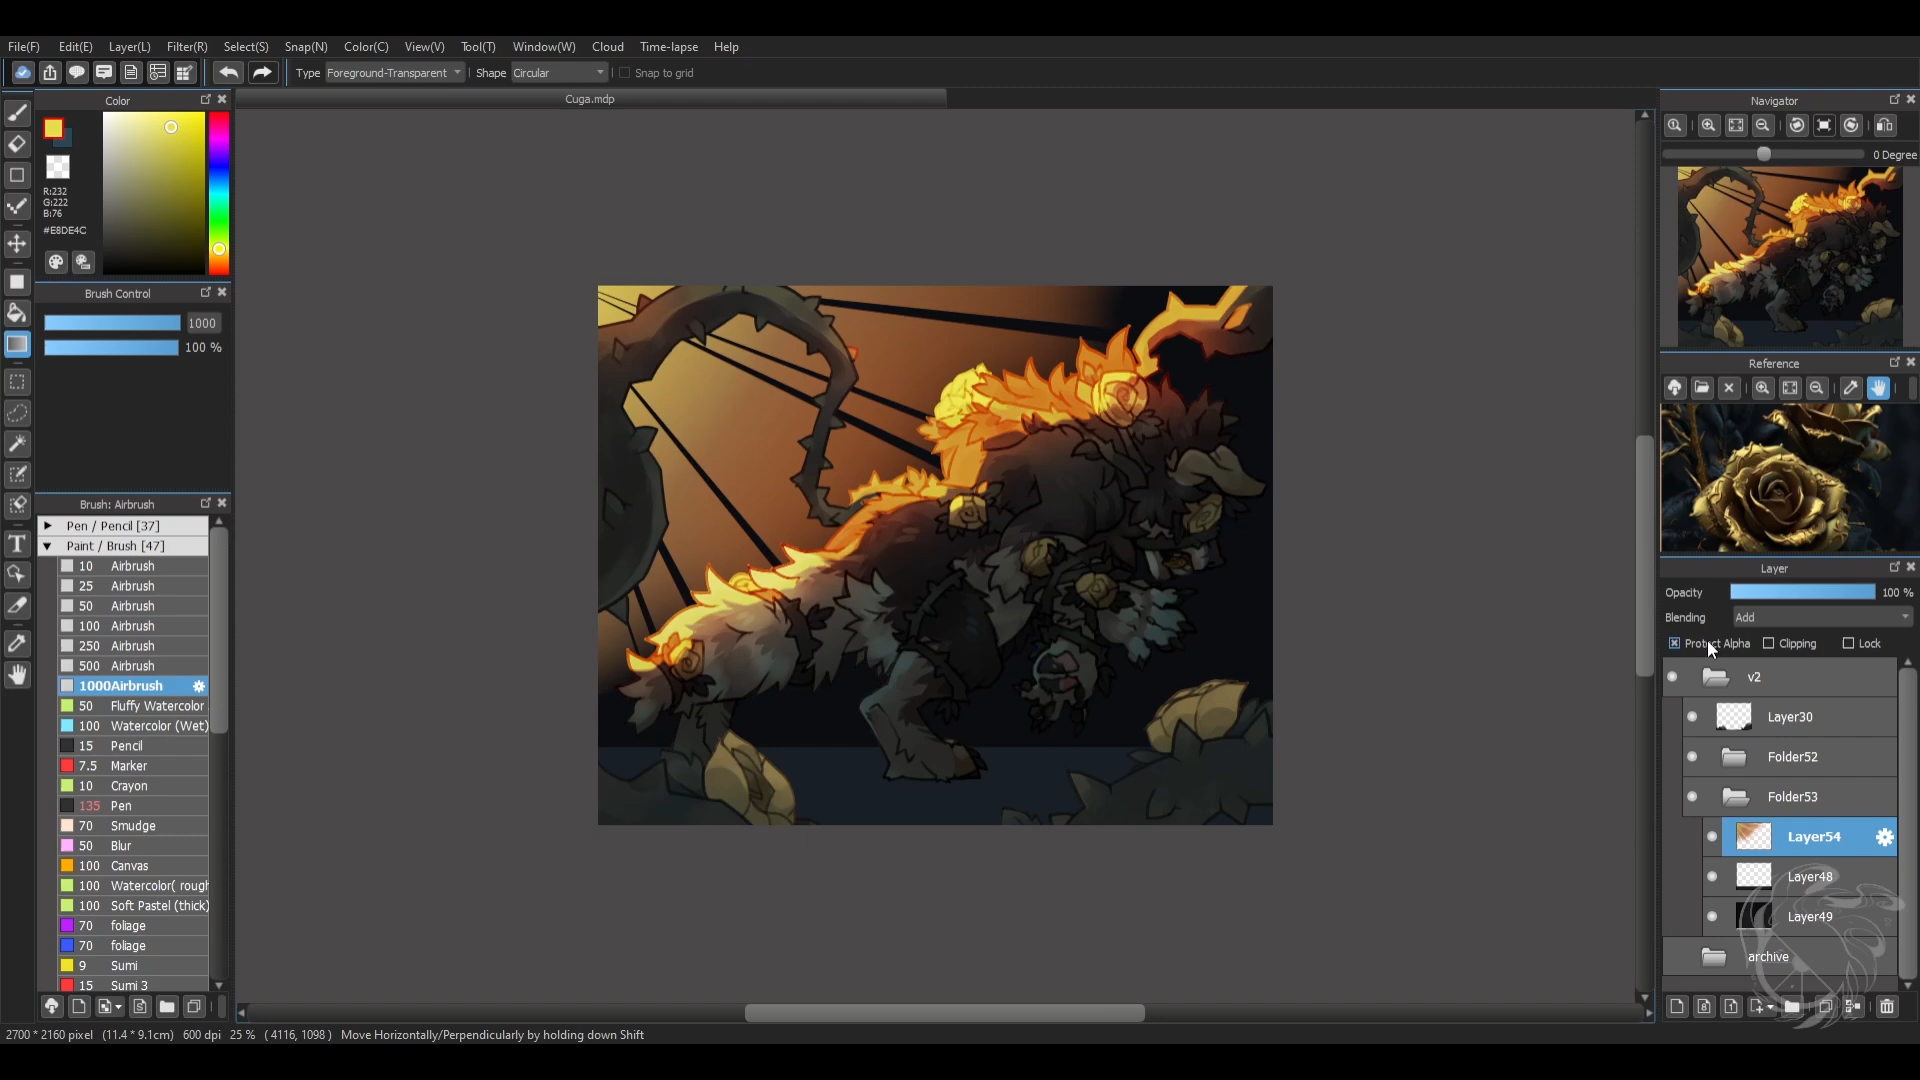 File(F) Edit(E) Layer(L) Filter(R) Select(S) Snap(N) Color(C) View(V) Tool(T) Window(W) Cloud Time-lapse Help
Type Foreground-Transparent Shape Circular Snap to grid
Color
Cuga.mdp
Navigator
0 Degree
R:232
G:222
B:76
#E8DE4C
Brush Control
1000
100 %
Reference
Brush: Airbrush
Pen / Pencil [37]
Paint / Brush [47]
10 Airbrush
25 Airbrush
50 Airbrush
100 Airbrush
250 Airbrush
500 Airbrush
1000Airbrush
50 Fluffy Watercolor
100 Watercolor (Wet)
15 Pencil
7.5 Marker
10 Crayon
135 Pen
70 Smudge
50 Blur
100 Canvas
100 Watercolor( rough
100 Soft Pastel (thick)
70 foliage
70 foliage
9 Sumi
15 Sumi 3
Layer
Opacity 100 %
Blending Add
Protect Alpha Clipping Lock
v2
Layer30
Folder52
Folder53
Layer54
Layer48
Layer49
archive
2700 * 2160 pixel (11.4 * 9.1cm) 600 dpi 25 % ( 4116, 1098 ) Move Horizontally/Perpendicularly by holding down Shift